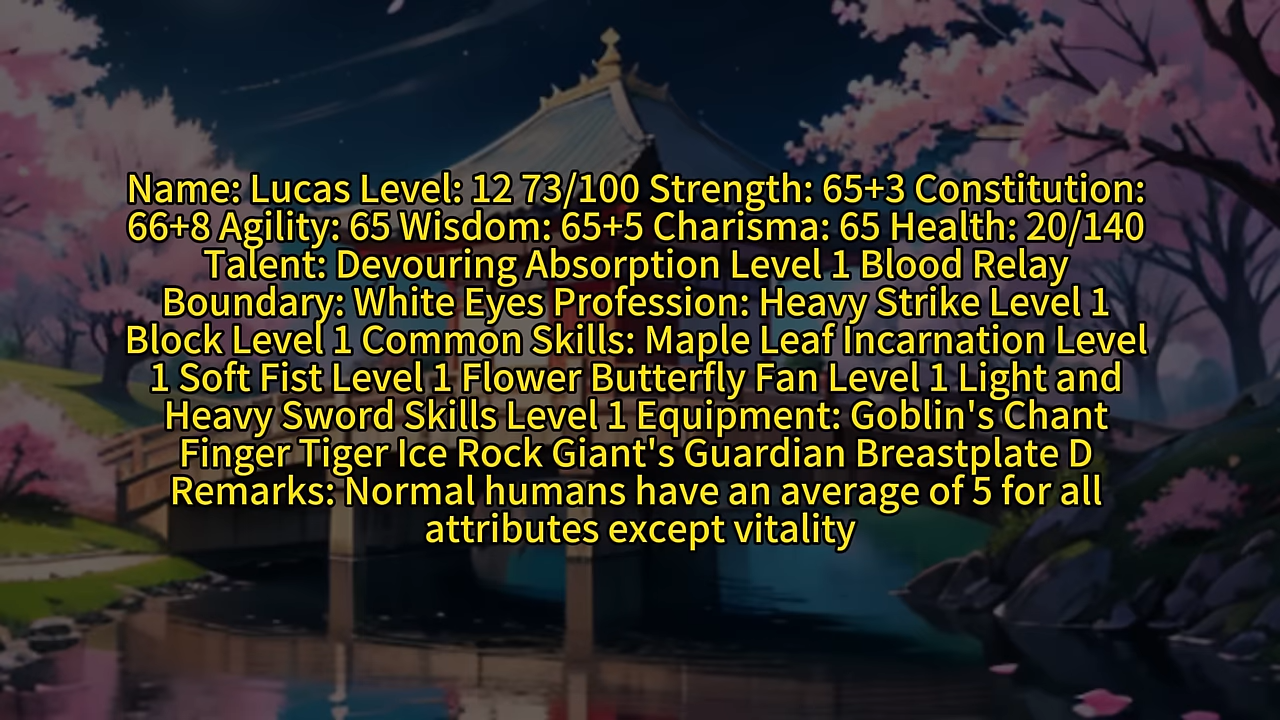 Name: Lucas Level: 12 73/100 Strength: 65+3 Constitution:
66+8 Agility: 65 Wisdom: 65+5 Charisma: 65 Health: 20/140
Talent: Devouring Absorption Level 1 Blood Relay
Boundary: White Eyes Profession: Heavy Strike Level 1
Block Level 1 Common Skills: Maple Leaf Incarnation Level
1 Soft Fist Level 1 Flower Butterfly Fan Level 1 Light and
Heavy Sword Skills Level 1 Equipment: Goblin's Chant
Finger Tiger Ice Rock Giant's Guardian Breastplate D
Remarks: Normal humans have an average of 5 for all
attributes except vitality